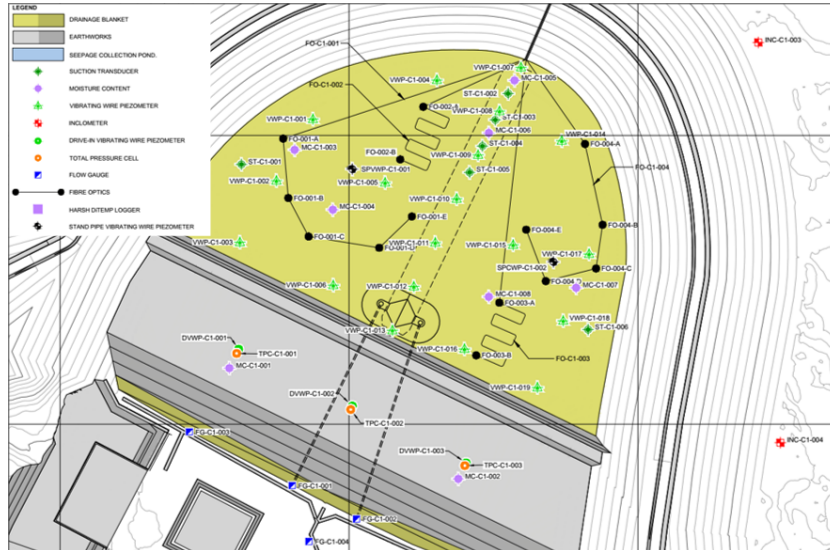 LEGEND
DRAINAGE BLANKET
EARTHWORKS
SEEPAGE COLLECTION POND.
SUCTION TRANSDUCER
MOISTURE CONTENT
VIBRATING WIRE PIEZOMETER
INCLOMETER
DRIVE-IN VIBRATING WIRE PIEZOMETER
TOTAL PRESSURE CELL
FLOW GAUGE
FIBRE OPTICS
HARSH DITEMP LOGGER
STAND PIPE VIBRATING WIRE PIEZOMETER
FO-C1-001
FO-C1-002
INC-C1-003
VWP-C1-007
VWP-C1-004
MC-C1-005
ST-C1-002
FO-002-A
VWP-C1-008
VWP-C1-001
ST-C1-003
MC-C1-006
VWP-C1-014
FO-001-A
FO-004-A
MC-C1-003
ST-C1-004
FO-002-B
VWP-C1-009
ST-C1-001
SPVWP-C1-001
FO-C1-004
ST-C1-005
VWP-C1-002
VWP-C1-005
FO-001-B
VWP-C1-010
MC-C1-004
FO-001-E
FO-004-B
FO-004-E
FO-001-C
VWP-C1-003
VWP-C1-011
VWP-C1-015
FO-001-D
VWP-C1-017
SPCWP-C1-002
FO-004-C
FO-004
VWP-C1-006
VWP-C1-012
MC-C1-007
MC-C1-008
FO-003-A
VWP-C1-018
VWP-C1-013
ST-C1-006
DVWP-C1-001
TPC-C1-001
VWP-C1-016
FO-003-B
FO-C1-003
MC-C1-001
VWP-C1-019
DVWP-C1-002
TPC-C1-002
FG-C1-003
INC-C1-004
DVWP-C1-003
TPC-C1-003
MC-C1-002
FG-C1-001
FG-C1-002
FG-C1-004